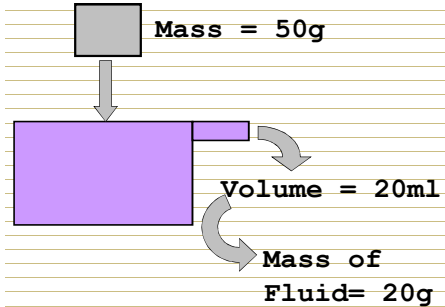 Mass = 50g
Volume = 20ml
Mass of
Fluid= 20g